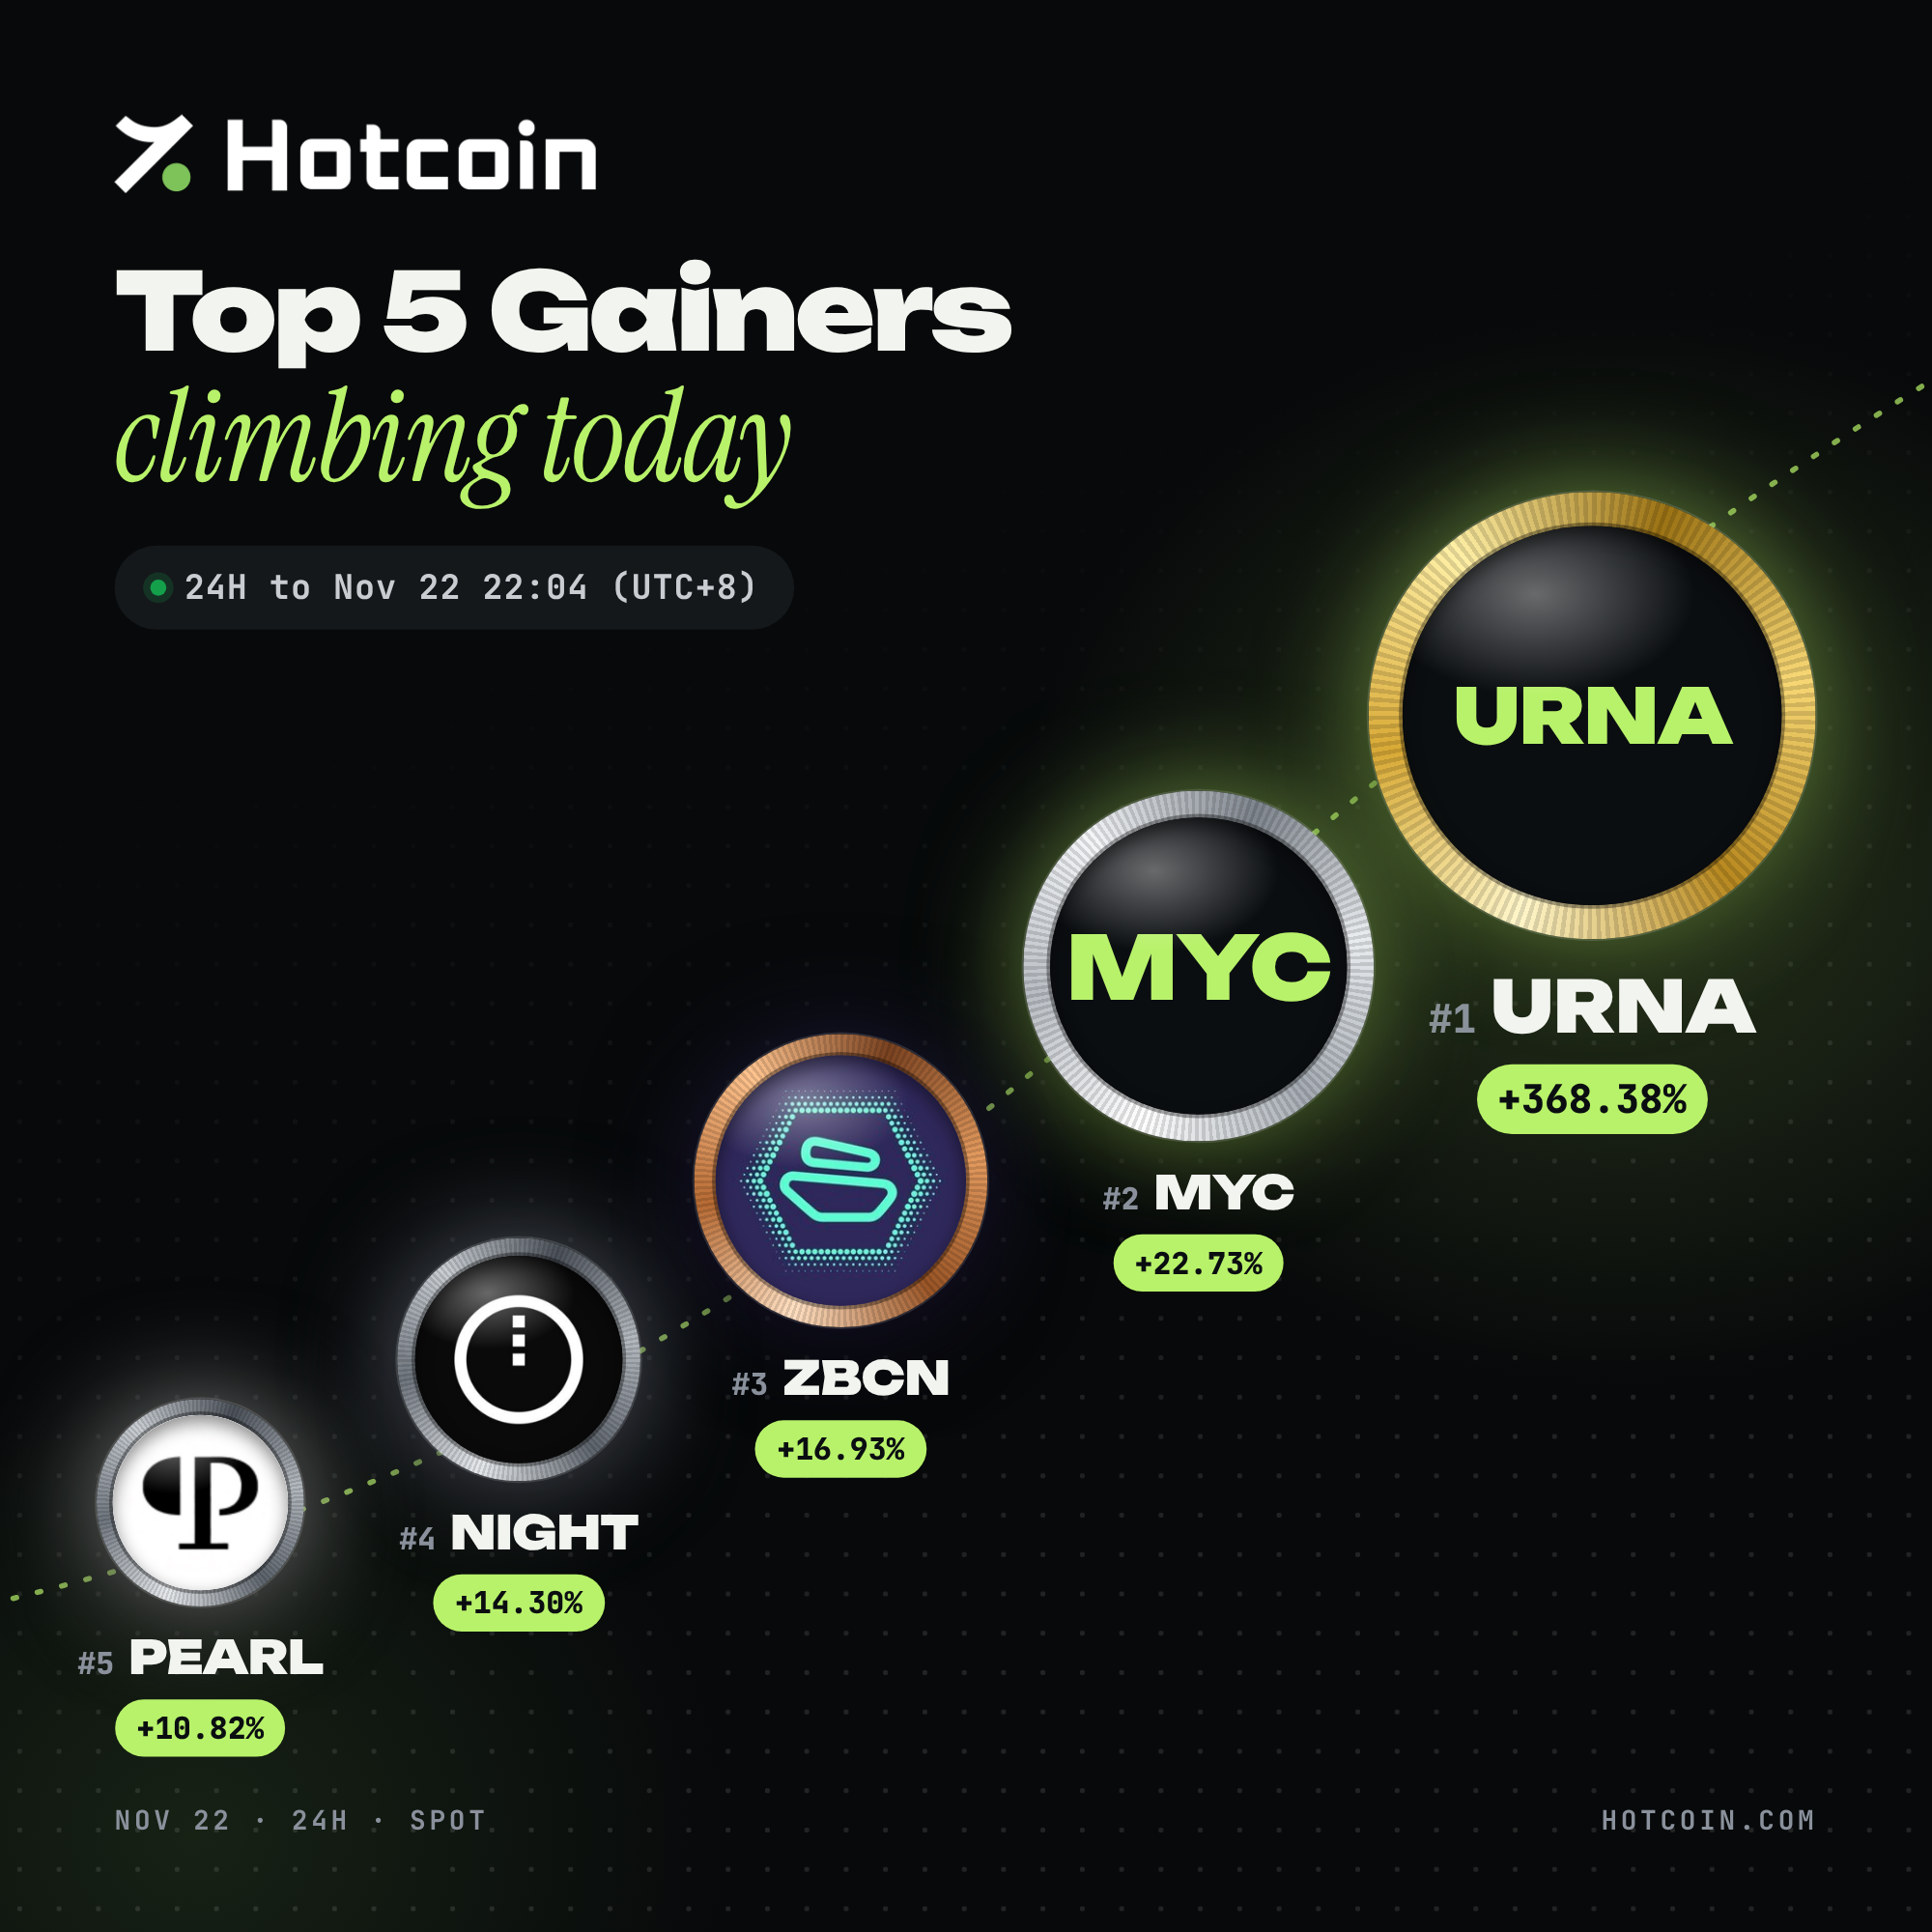 Hotcoin
Top 5 Gainers
climbing today
24H to Nov 22 22:04 (UTC+8)
URNA
#1 URNA
+368.38%
MYC
#2 MYC
+22.73%
#3 ZBCN
+16.93%
#4 NIGHT
+14.30%
#5 PEARL
+10.82%
NOV 22 · 24H · SPOT
HOTCOIN.COM